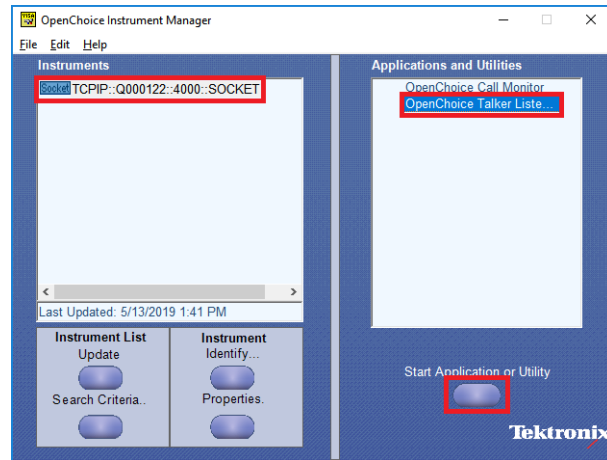 OpenChoice Instrument Manager
File Edit Help
Instruments
Socket TCPIP::Q000122::4000::SOCKET
Last Updated: 5/13/2019 1:41 PM
Instrument List
Update
Search Criteria..
Instrument
Identify...
Properties.
Applications and Utilities
OpenChoice Call Monitor
OpenChoice Talker Liste...
Start Application or Utility
Tektronix